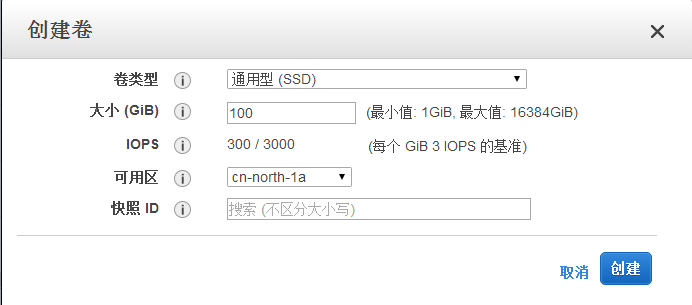 创建卷
卷类型 通用型 (SSD)
大小 (GiB) 100 (最小值: 1GiB, 最大值: 16384GiB)
IOPS 300 / 3000 (每个 GiB 3 IOPS 的基准)
可用区 cn-north-1a
快照 ID 搜索 (不区分大小写)
取消 创建